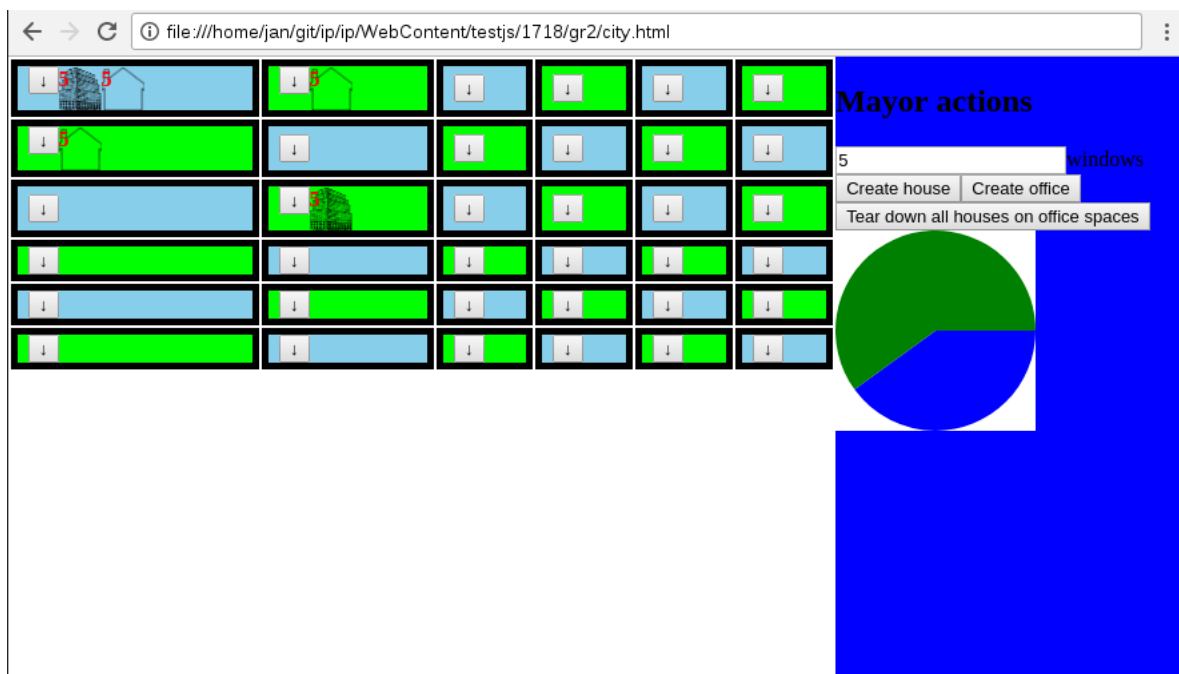 file:///home/jan/git/ip/ip/WebContent/testjs/1718/gr2/city.html
↓ 5 5 ↓ 5 ↓ ↓ ↓ ↓
↓ 5 ↓ ↓ ↓ ↓ ↓
↓ ↓ 5 ↓ ↓ ↓ ↓
↓ ↓ ↓ ↓ ↓ ↓
↓ ↓ ↓ ↓ ↓ ↓
↓ ↓ ↓ ↓ ↓ ↓
Mayor actions
5 windows
Create house Create office
Tear down all houses on office spaces